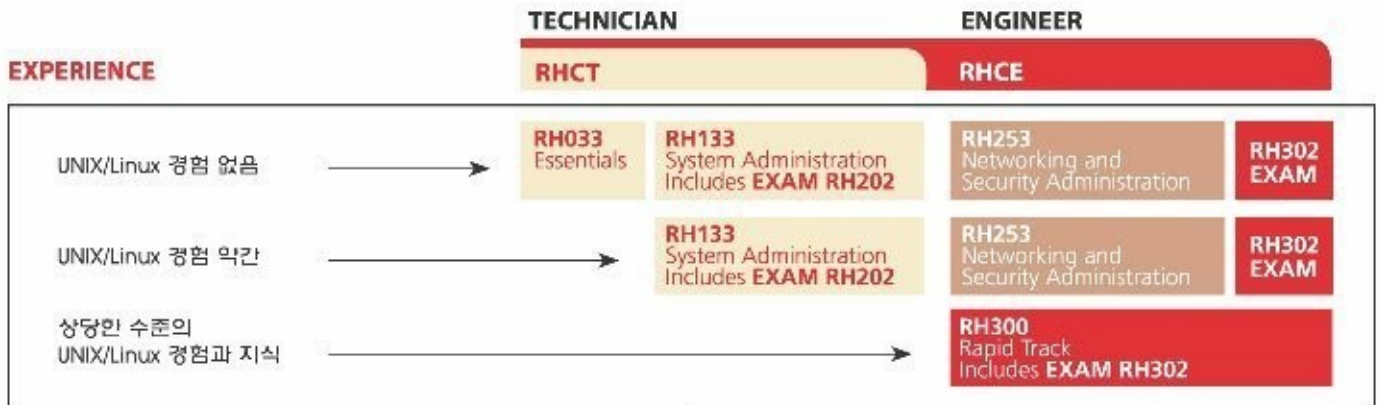 TECHNICIAN
ENGINEER
EXPERIENCE
RHCT
RHCE
UNIX/Linux 경험 없음
RH033
Essentials
RH133
System Administration
Includes EXAM RH202
RH253
Networking and
Security Administration
RH302
EXAM
UNIX/Linux 경험 약간
RH133
System Administration
Includes EXAM RH202
RH253
Networking and
Security Administration
RH302
EXAM
상당한 수준의
UNIX/Linux 경험과 지식
RH300
Rapid Track
Includes EXAM RH302